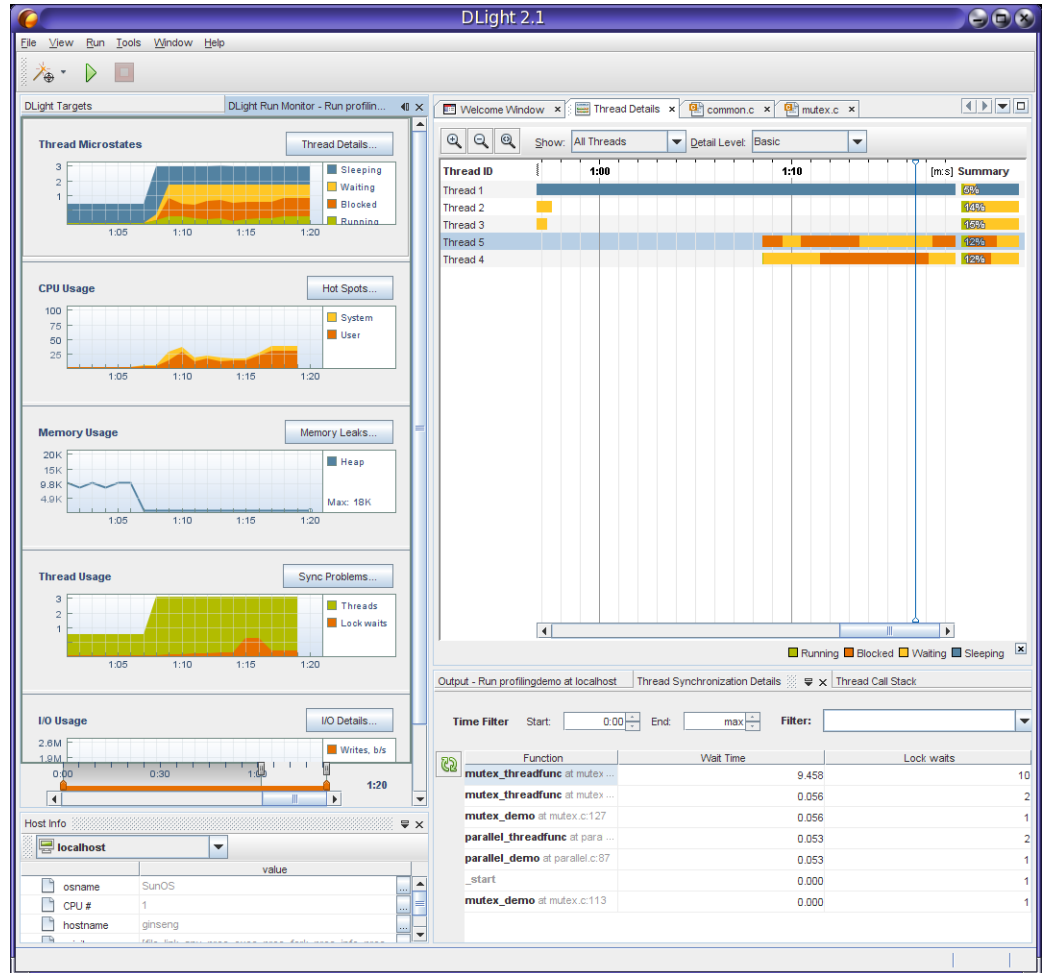 DLight 2.1
File View Run Tools Window Help
DLight Targets
DLight Run Monitor - Run profilin...
Thread Microstates
Thread Details...
3
2
1
Sleeping
Waiting
Blocked
Running
1:05 1:10 1:15 1:20
CPU Usage
Hot Spots...
100
75
50
25
System
User
1:05 1:10 1:15 1:20
Memory Usage
Memory Leaks...
20K
15K
9.8K
4.9K
Heap
Max: 18K
1:05 1:10 1:15 1:20
Thread Usage
Sync Problems...
3
2
1
Threads
Lock waits
1:05 1:10 1:15 1:20
I/O Usage
I/O Details...
2.6M
1.9M
Writes, b/s
0:00 0:30 1:00
1:20
Host Info
localhost
value
osname SunOS ...
CPU # 1 ...
hostname ginseng ...
Welcome Window
Thread Details
common.c
mutex.c
Show: All Threads Detail Level: Basic
Thread ID 1:00 1:10 [m:s] Summary
Thread 1 5%
Thread 2 14%
Thread 3 15%
Thread 5 12%
Thread 4 12%
Running Blocked Waiting Sleeping
Output - Run profilingdemo at localhost
Thread Synchronization Details
Thread Call Stack
Time Filter Start: 0:00 End: max Filter:
Function Wait Time Lock waits
mutex_threadfunc at mutex ... 9.458 10
mutex_threadfunc at mutex ... 0.056 2
mutex_demo at mutex.c:127 0.056 1
parallel_threadfunc at para ... 0.053 2
parallel_demo at parallel.c:87 0.053 1
_start 0.000 1
mutex_demo at mutex.c:113 0.000 1